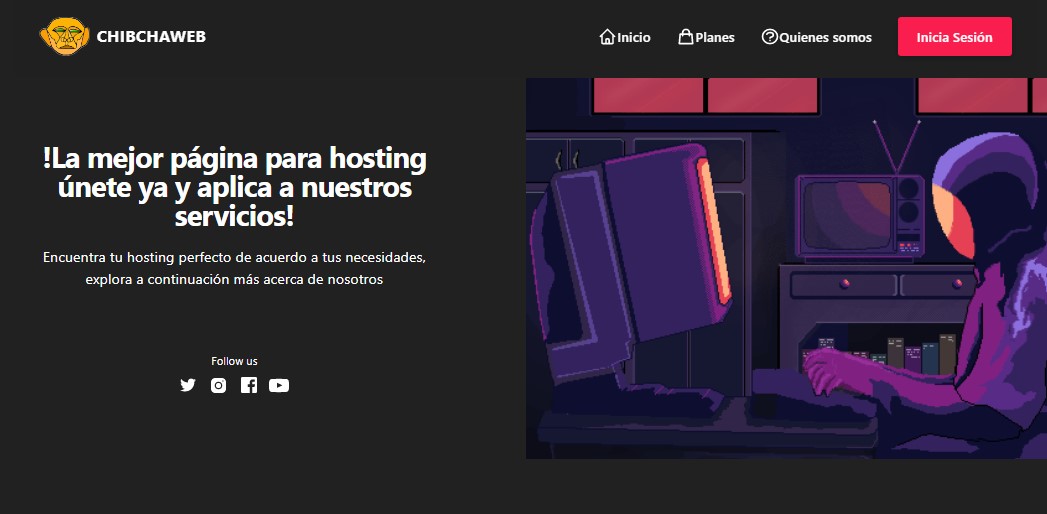 CHIBCHAWEB
Inicio
Planes
Quienes somos
Inicia Sesión
!La mejor página para hosting
únete ya y aplica a nuestros
servicios!
Encuentra tu hosting perfecto de acuerdo a tus necesidades,
explora a continuación más acerca de nosotros
Follow us